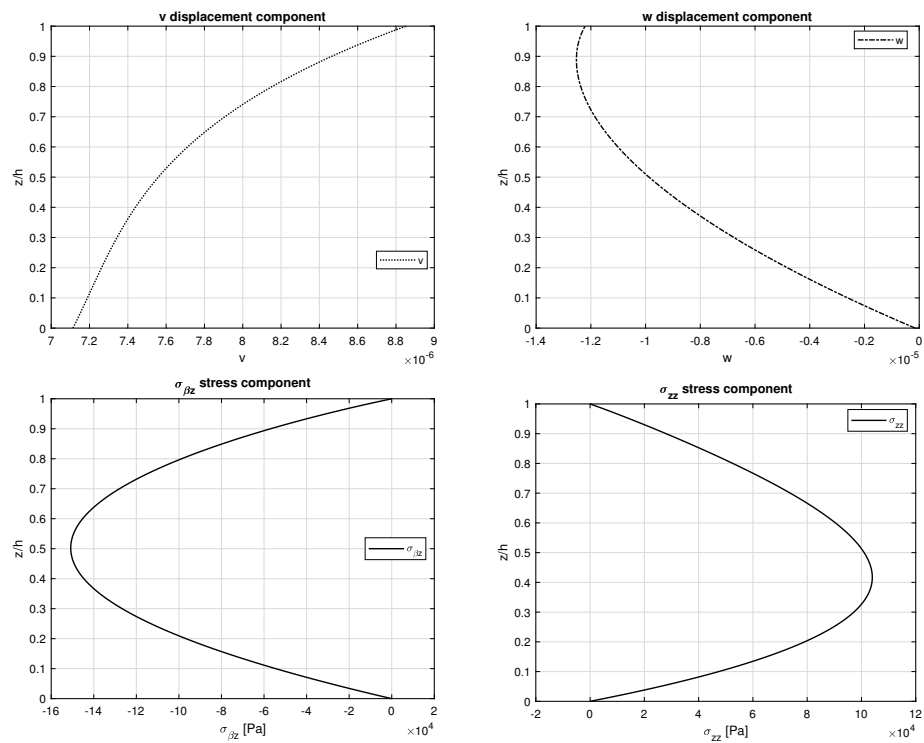 v displacement component
1
0.9
0.8
0.7
0.6
0.5
0.4
0.3
0.2
0.1
0
z/h
v
7 7.2 7.4 7.6 7.8 8 8.2 8.4 8.6 8.8 9
v ×10⁻⁶
w displacement component
1
0.9
0.8
0.7
0.6
0.5
0.4
0.3
0.2
0.1
0
z/h
w
-1.4 -1.2 -1 -0.8 -0.6 -0.4 -0.2 0
w ×10⁻⁵
σβz stress component
1
0.9
0.8
0.7
0.6
0.5
0.4
0.3
0.2
0.1
0
z/h
σβz
-16 -14 -12 -10 -8 -6 -4 -2 0 2
σβz [Pa] ×10⁴
σzz stress component
1
0.9
0.8
0.7
0.6
0.5
0.4
0.3
0.2
0.1
0
z/h
σzz
-2 0 2 4 6 8 10 12
σzz [Pa] ×10⁴